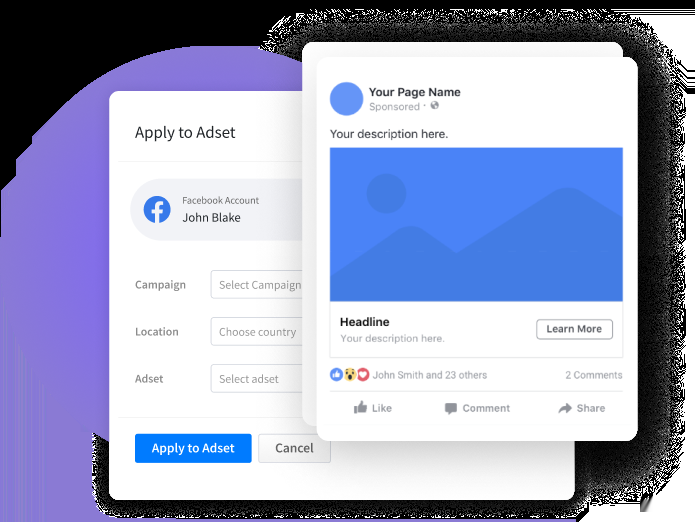 Apply to Adset
Facebook Account
John Blake
Campaign
Select Campaign
Location
Choose country
Adset
Select adset
Apply to Adset
Cancel
Your Page Name
Sponsored ·
Your description here.
Headline
Your description here.
Learn More
John Smith and 23 others
2 Comments
Like
Comment
Share